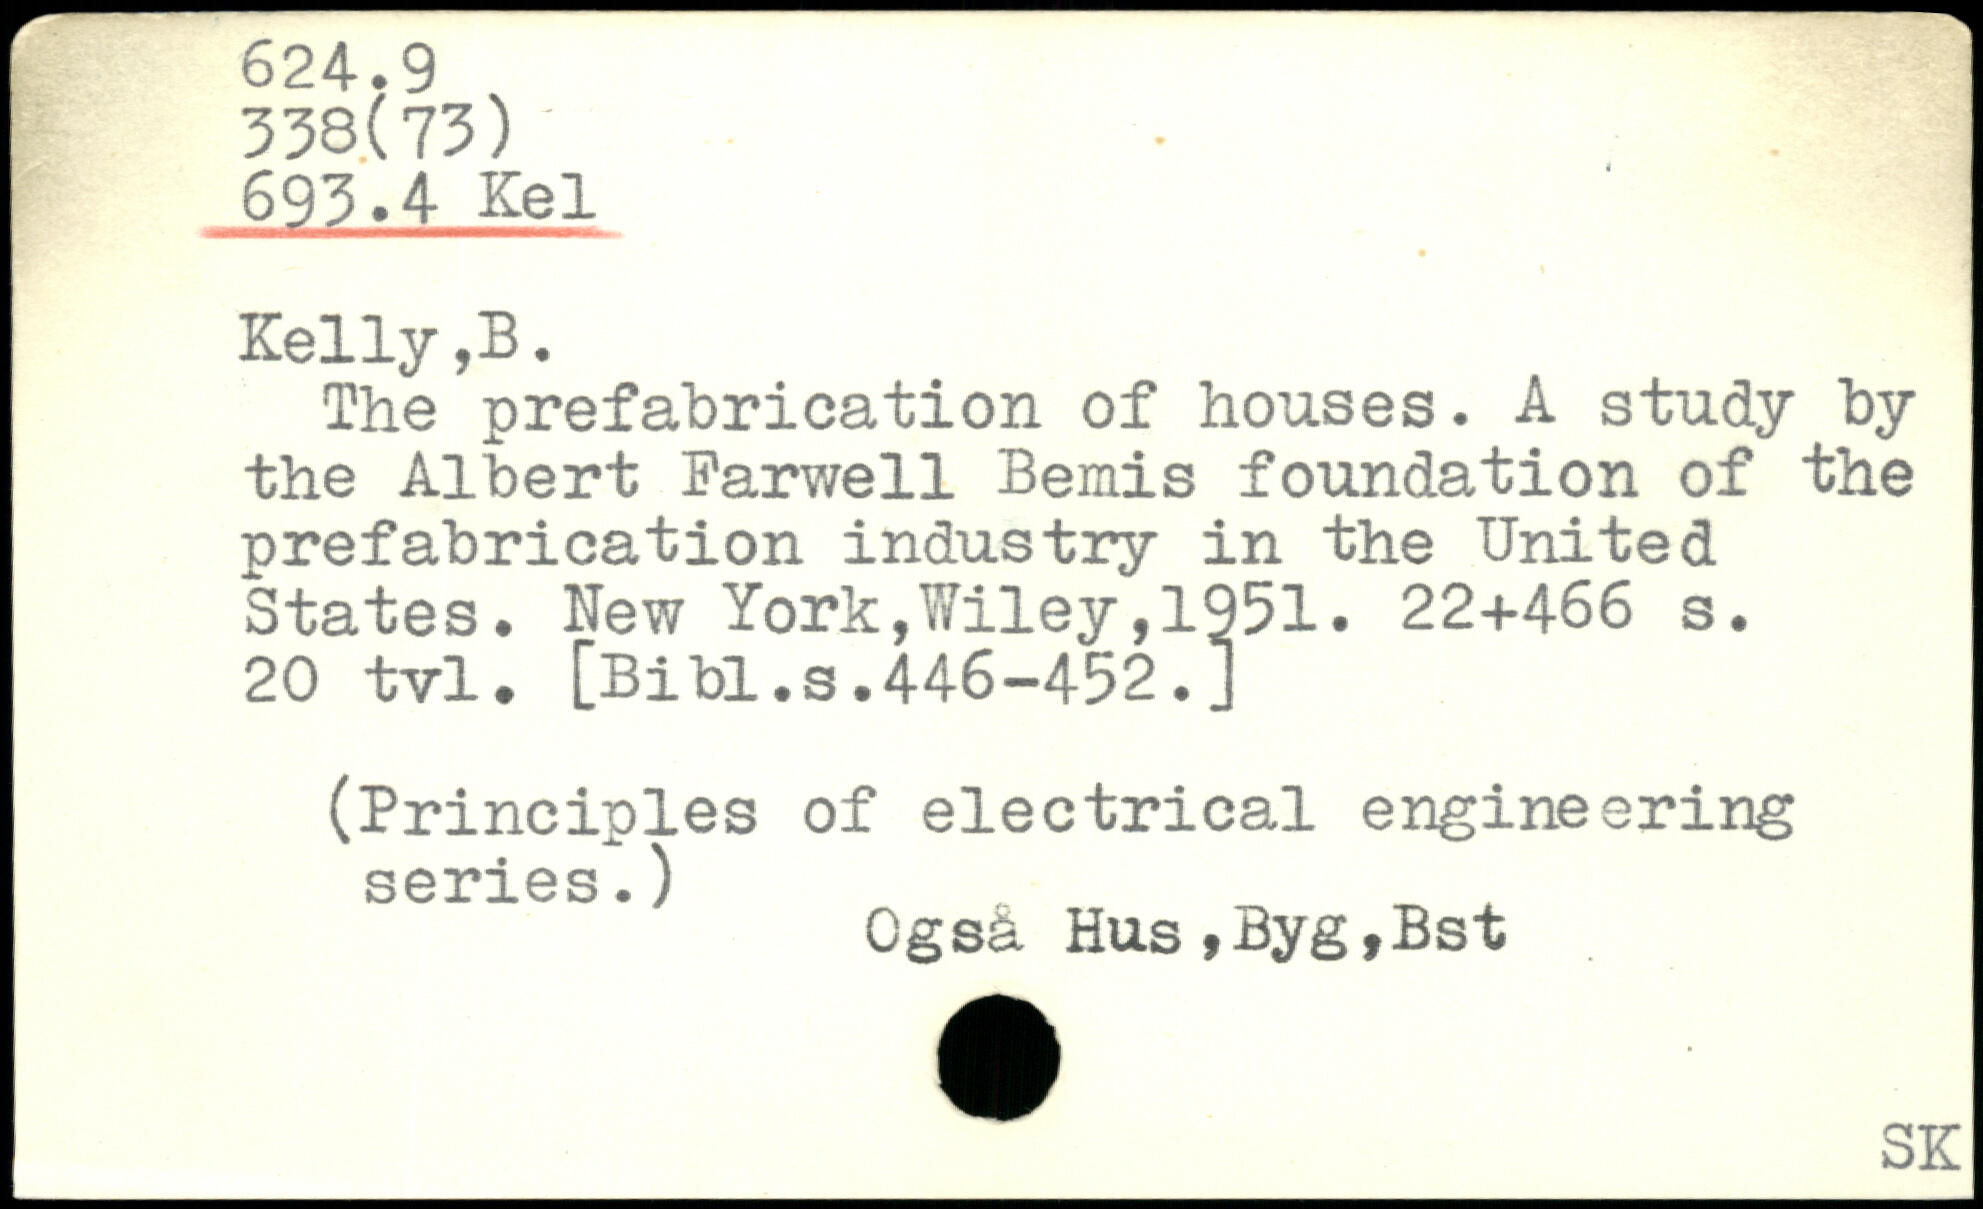 624.9
338(73)
693.4 Kel
Kelly,B.
The prefabrication of houses. A study by
the Albert Farwell Bemis foundation of the
prefabrication industry in the United
States. New York,Wiley,1951. 22+466 s.
20 tvl. [Bibl.s.446-452.]
(Principles of electrical engineering
series.)
Også Hus,Byg,Bst
SK